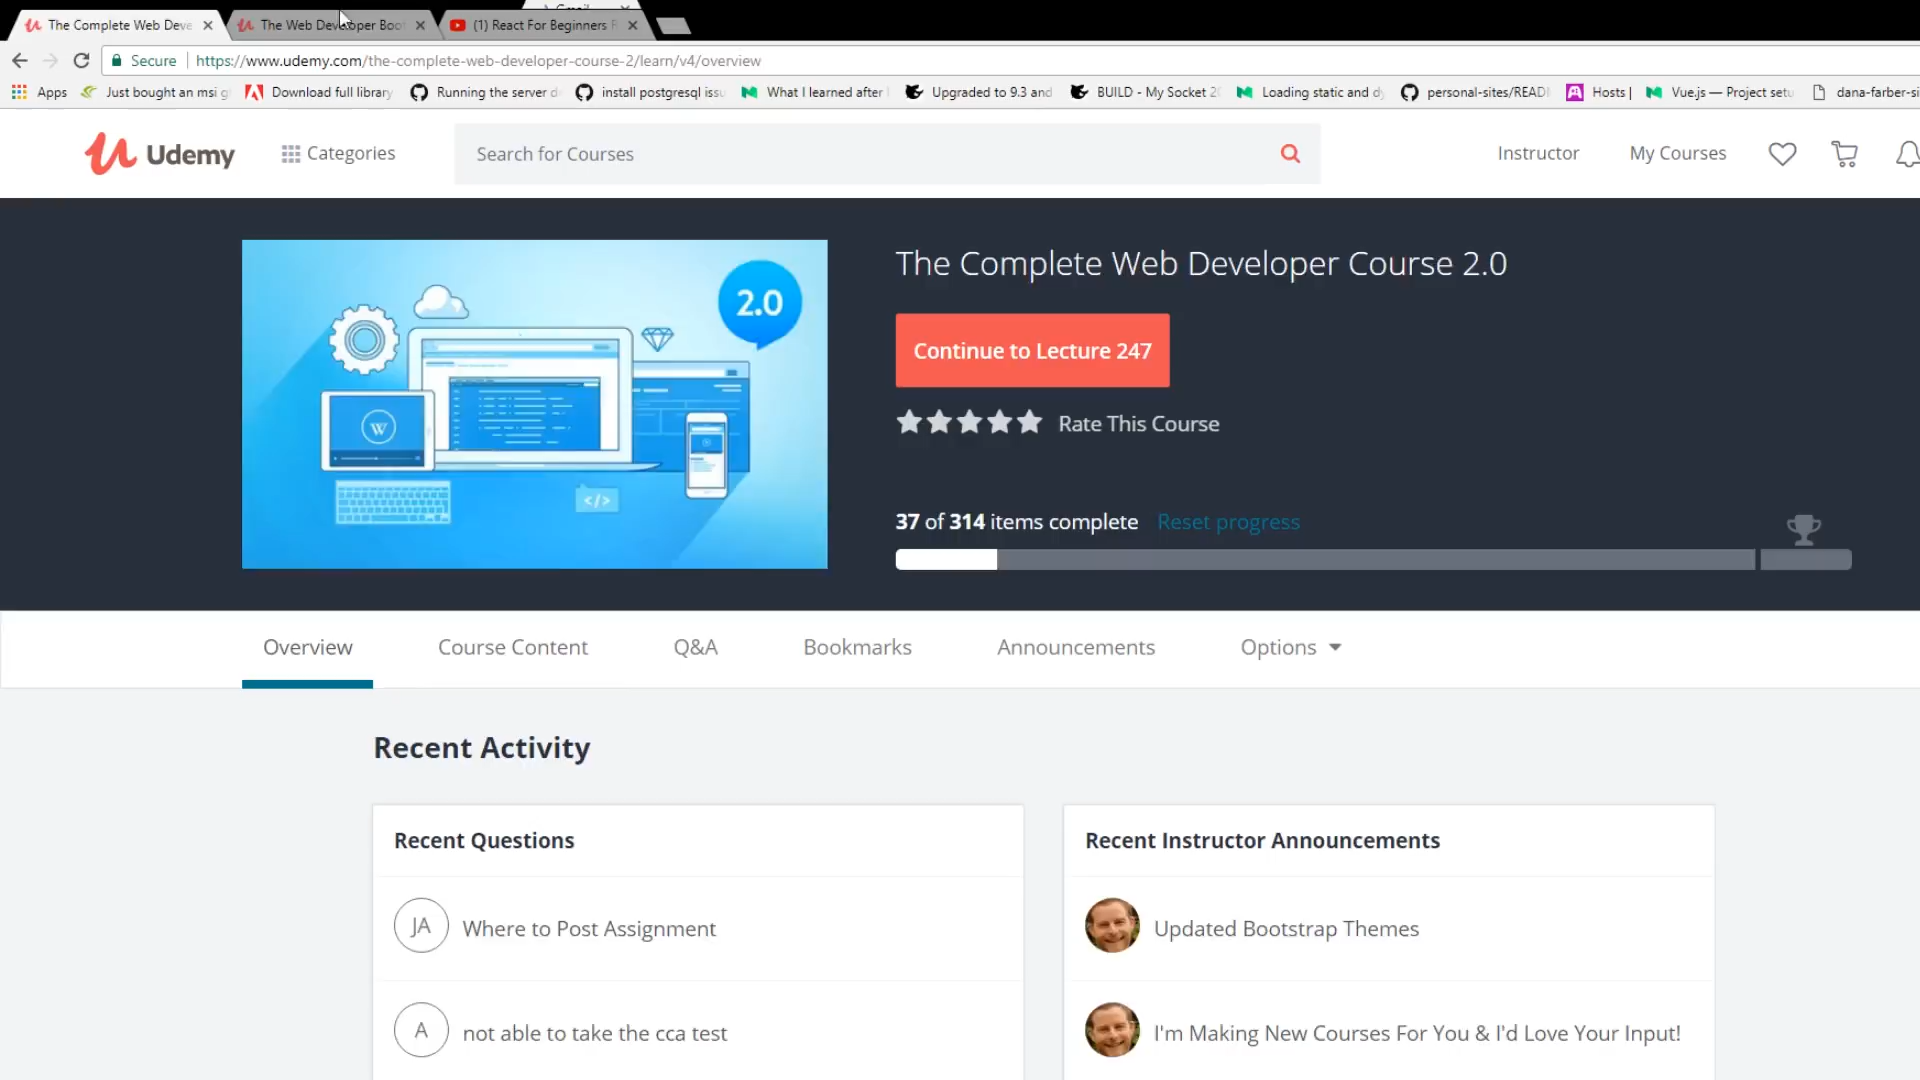 Gmail
The Complete Web Deve
The Web Developer Boot
(1) React For Beginners
Secure
https://www.udemy.com/the-complete-web-developer-course-2/learn/v4/overview
Apps
Just bought an msi g
Download full library
Running the server d
install postgresql issu
What I learned after
Upgraded to 9.3 and
BUILD - My Socket 2
Loading static and dy
personal-sites/READ
Hosts |
Vue.js — Project setu
dana-farber-si
Udemy
Categories
Search for Courses
Instructor
My Courses
2.0
W
</>
The Complete Web Developer Course 2.0
Continue to Lecture 247
Rate This Course
37 of 314 items complete
Reset progress
Overview
Course Content
Q&A
Bookmarks
Announcements
Options
Recent Activity
Recent Questions
JA
Where to Post Assignment
A
not able to take the cca test
Recent Instructor Announcements
Updated Bootstrap Themes
I'm Making New Courses For You & I'd Love Your Input!